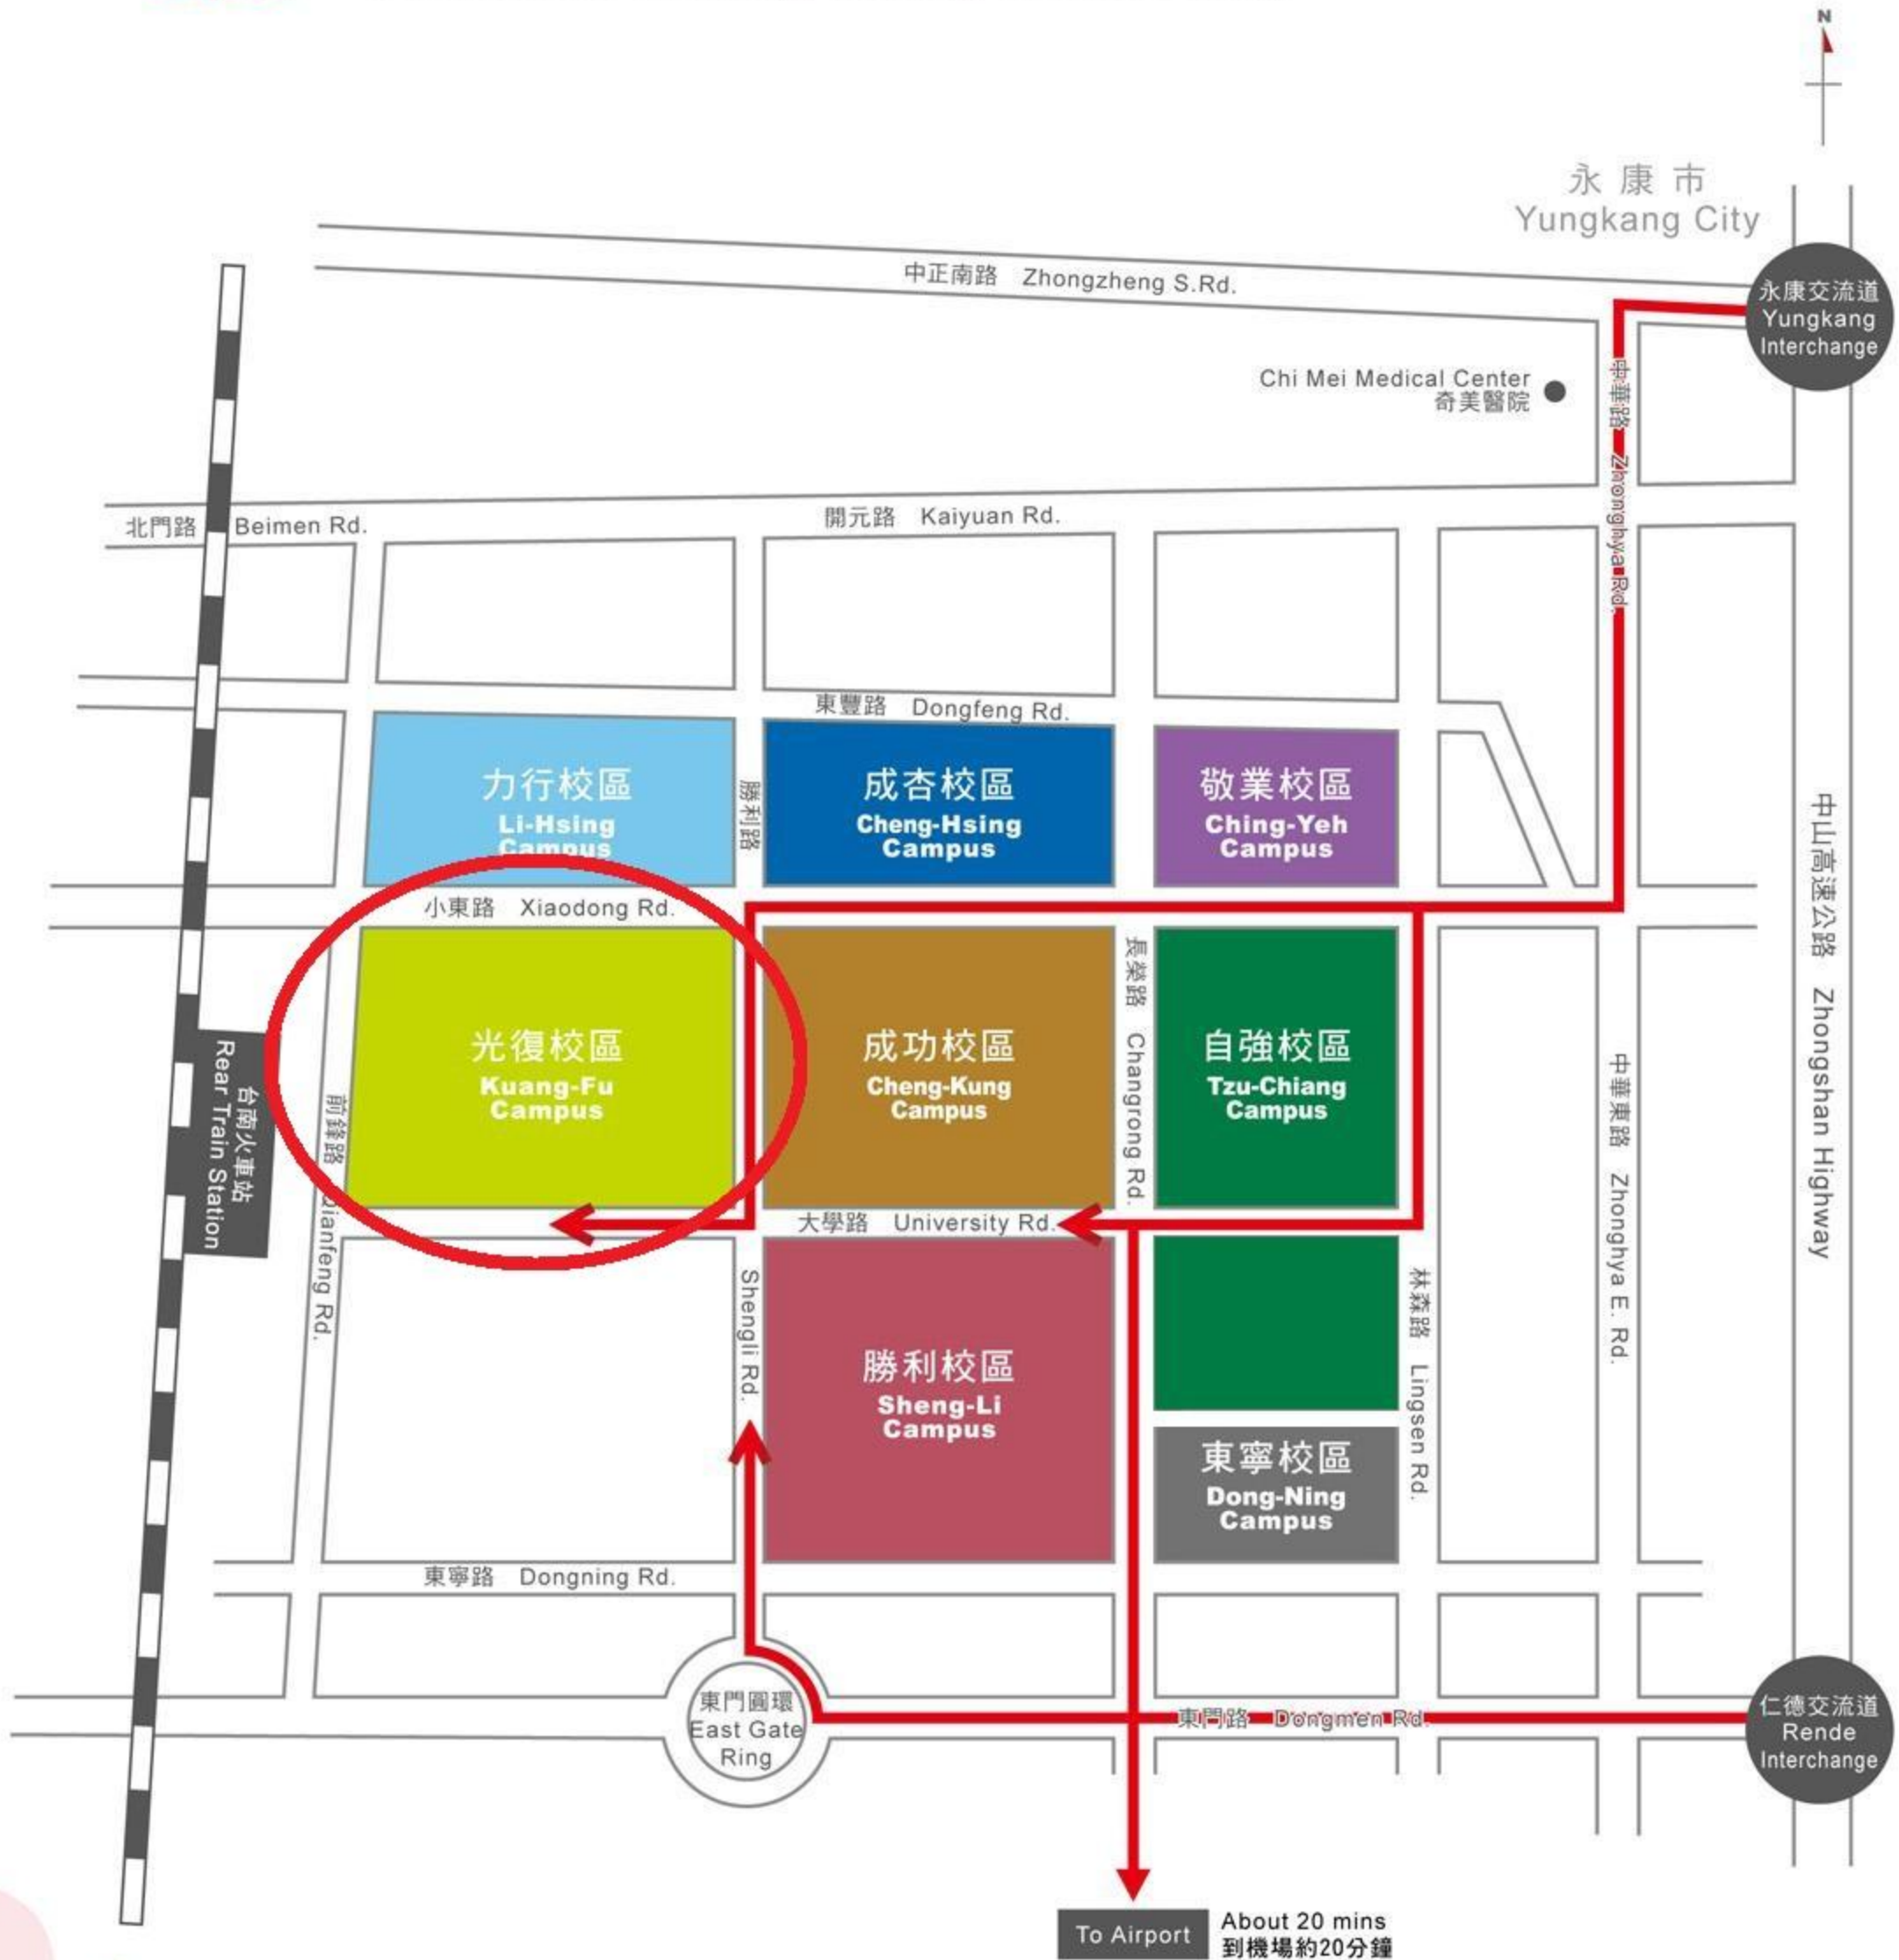 N
永康市
Yungkang City
中正南路 Zhongzheng S.Rd.
永康交流道
Yungkang
Interchange
Chi Mei Medical Center
奇美醫院
中華路 Zhonghya Rd.
北門路 Beimen Rd.
開元路 Kaiyuan Rd.
東豐路 Dongfeng Rd.
力行校區
Li-Hsing
Campus
勝利路
成杏校區
Cheng-Hsing
Campus
敬業校區
Ching-Yeh
Campus
中山高速公路 Zhongshan Highway
小東路 Xiaodong Rd.
光復校區
Kuang-Fu
Campus
成功校區
Cheng-Kung
Campus
長榮路 Changrong Rd.
自強校區
Tzu-Chiang
Campus
台南火車站
Rear Train Station
前鋒路 Qianfeng Rd.
中華東路 Zhonghya E. Rd.
大學路 University Rd.
Shengli Rd.
勝利校區
Sheng-Li
Campus
林森路 Lingsen Rd.
東寧校區
Dong-Ning
Campus
東寧路 Dongning Rd.
東門圓環
East Gate
Ring
東門路 Dongmen Rd.
仁德交流道
Rende
Interchange
To Airport
About 20 mins
到機場約20分鐘